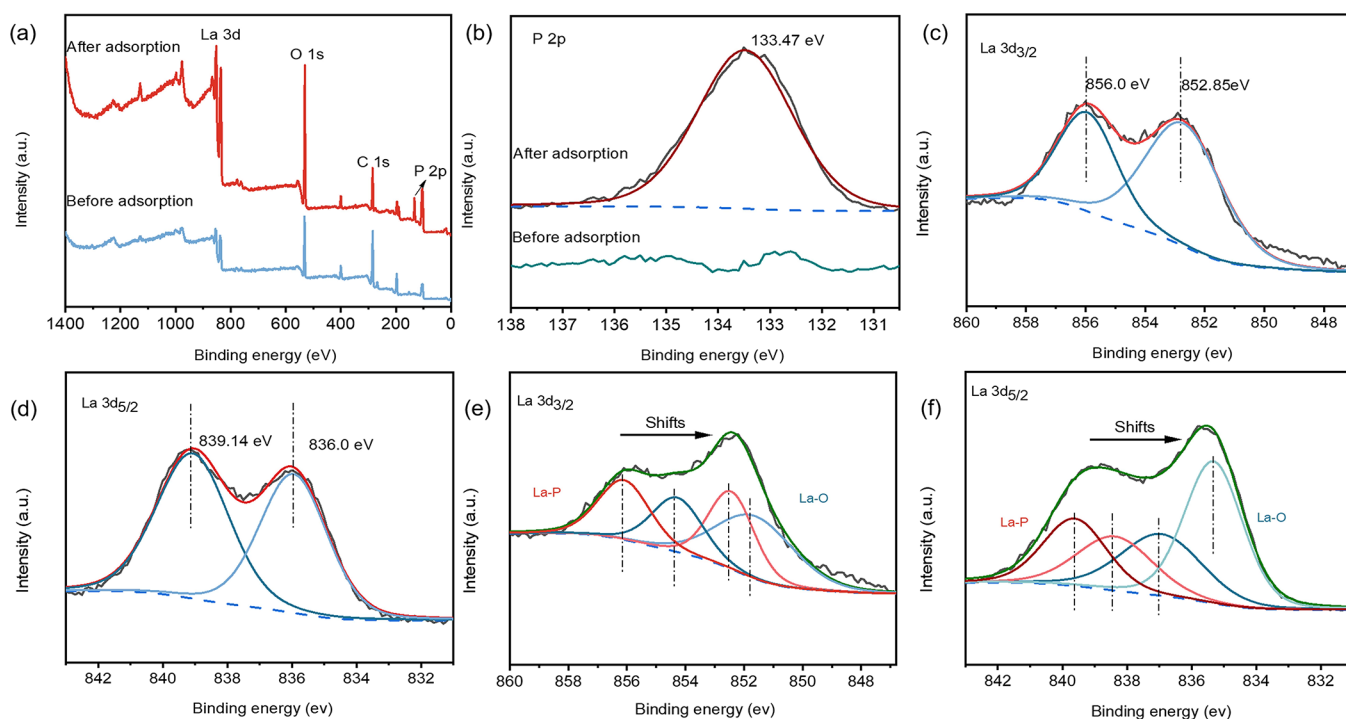 (a)
After adsorption
La 3d
O 1s
C 1s
P 2p
Before adsorption
Intensity (a.u.)
1400 1200 1000 800 600 400 200 0
Binding energy (eV)
(b)
P 2p
133.47 eV
After adsorption
Before adsorption
Intensity (a.u.)
138 137 136 135 134 133 132 131
Binding energy (eV)
(c)
La 3d3/2
856.0 eV
852.85eV
Intensity (a.u.)
860 858 856 854 852 850 848
Binding energy (ev)
(d)
La 3d5/2
839.14 eV
836.0 eV
Intensity (a.u.)
842 840 838 836 834 832
Binding energy (ev)
(e)
La 3d3/2
Shifts
La-P
La-O
Intensity (a.u.)
860 858 856 854 852 850 848
Binding energy (ev)
(f)
La 3d5/2
Shifts
La-P
La-O
Intensity (a.u.)
842 840 838 836 834 832
Binding energy (ev)